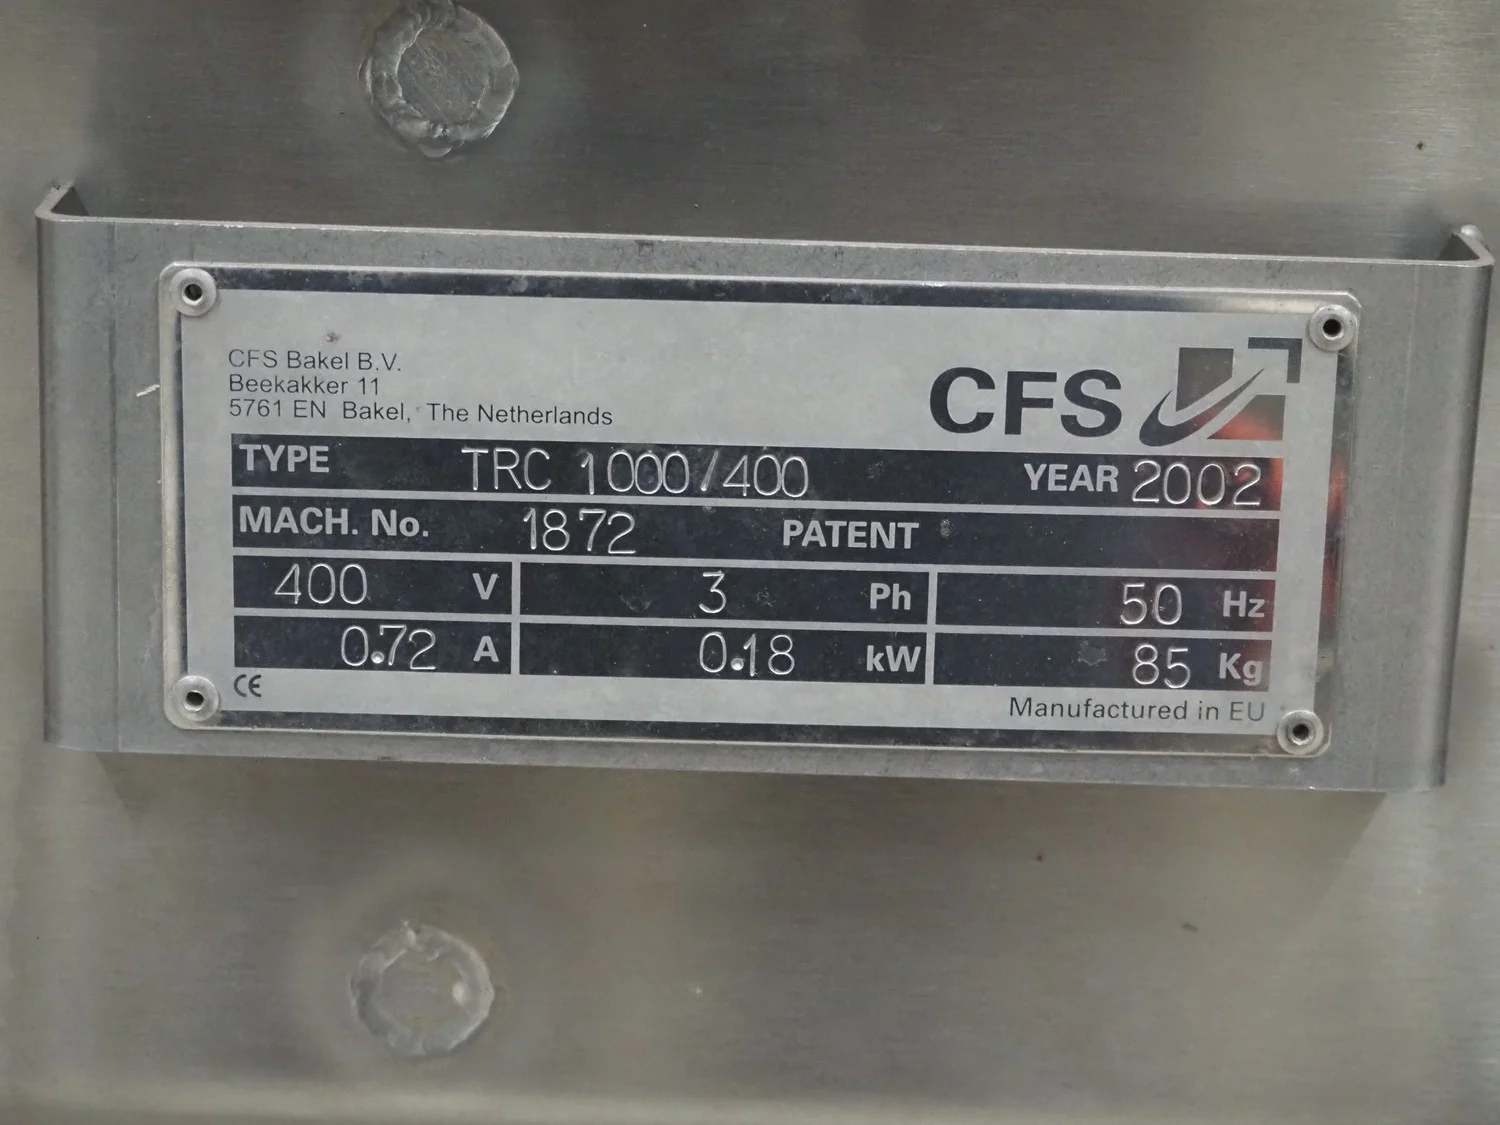 CFS Bakel B.V.
Beekakker 11
5761 EN Bakel, The Netherlands
CFS
TYPE TRC 1000/400 YEAR 2002
MACH. No. 1872 PATENT
400 V 3 Ph 50 Hz
0.72 A 0.18 kW 85 Kg
CE
Manufactured in EU